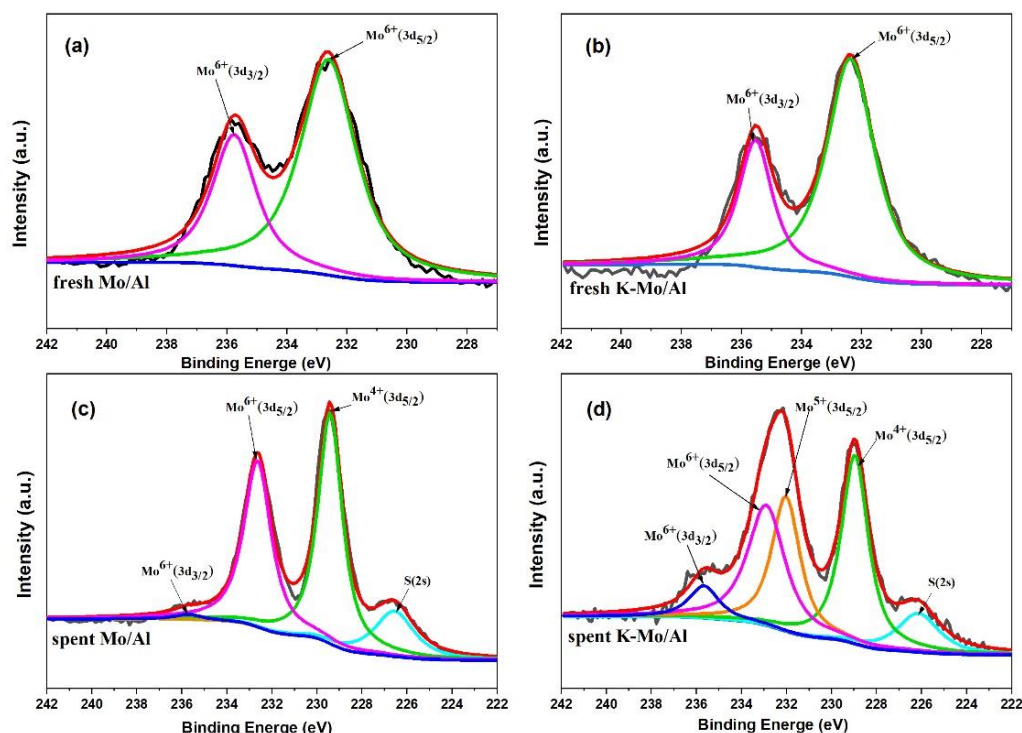 (a)
Mo6+(3d5/2)
Mo6+(3d3/2)
Intensity (a.u.)
fresh Mo/Al
242 240 238 236 234 232 230 228
Binding Energe (eV)
(b)
Mo6+(3d5/2)
Mo6+(3d3/2)
Intensity (a.u.)
fresh K-Mo/Al
242 240 238 236 234 232 230 228
Binding Energe (eV)
(c)
Mo6+(3d5/2)
Mo4+(3d5/2)
Mo6+(3d3/2)
S(2s)
Intensity (a.u.)
spent Mo/Al
242 240 238 236 234 232 230 228 226 224 222
Binding Energe (eV)
(d)
Mo5+(3d5/2)
Mo4+(3d5/2)
Mo6+(3d5/2)
Mo6+(3d3/2)
S(2s)
Intensity (a.u.)
spent K-Mo/Al
242 240 238 236 234 232 230 228 226 224 222
Binding Energe (eV)